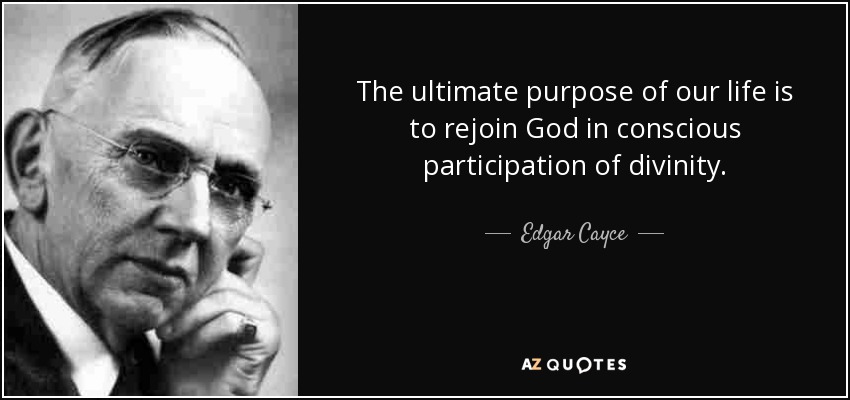 The ultimate purpose of our life is
to rejoin God in conscious
participation of divinity.
Edgar Cayce
AZ QUOTES